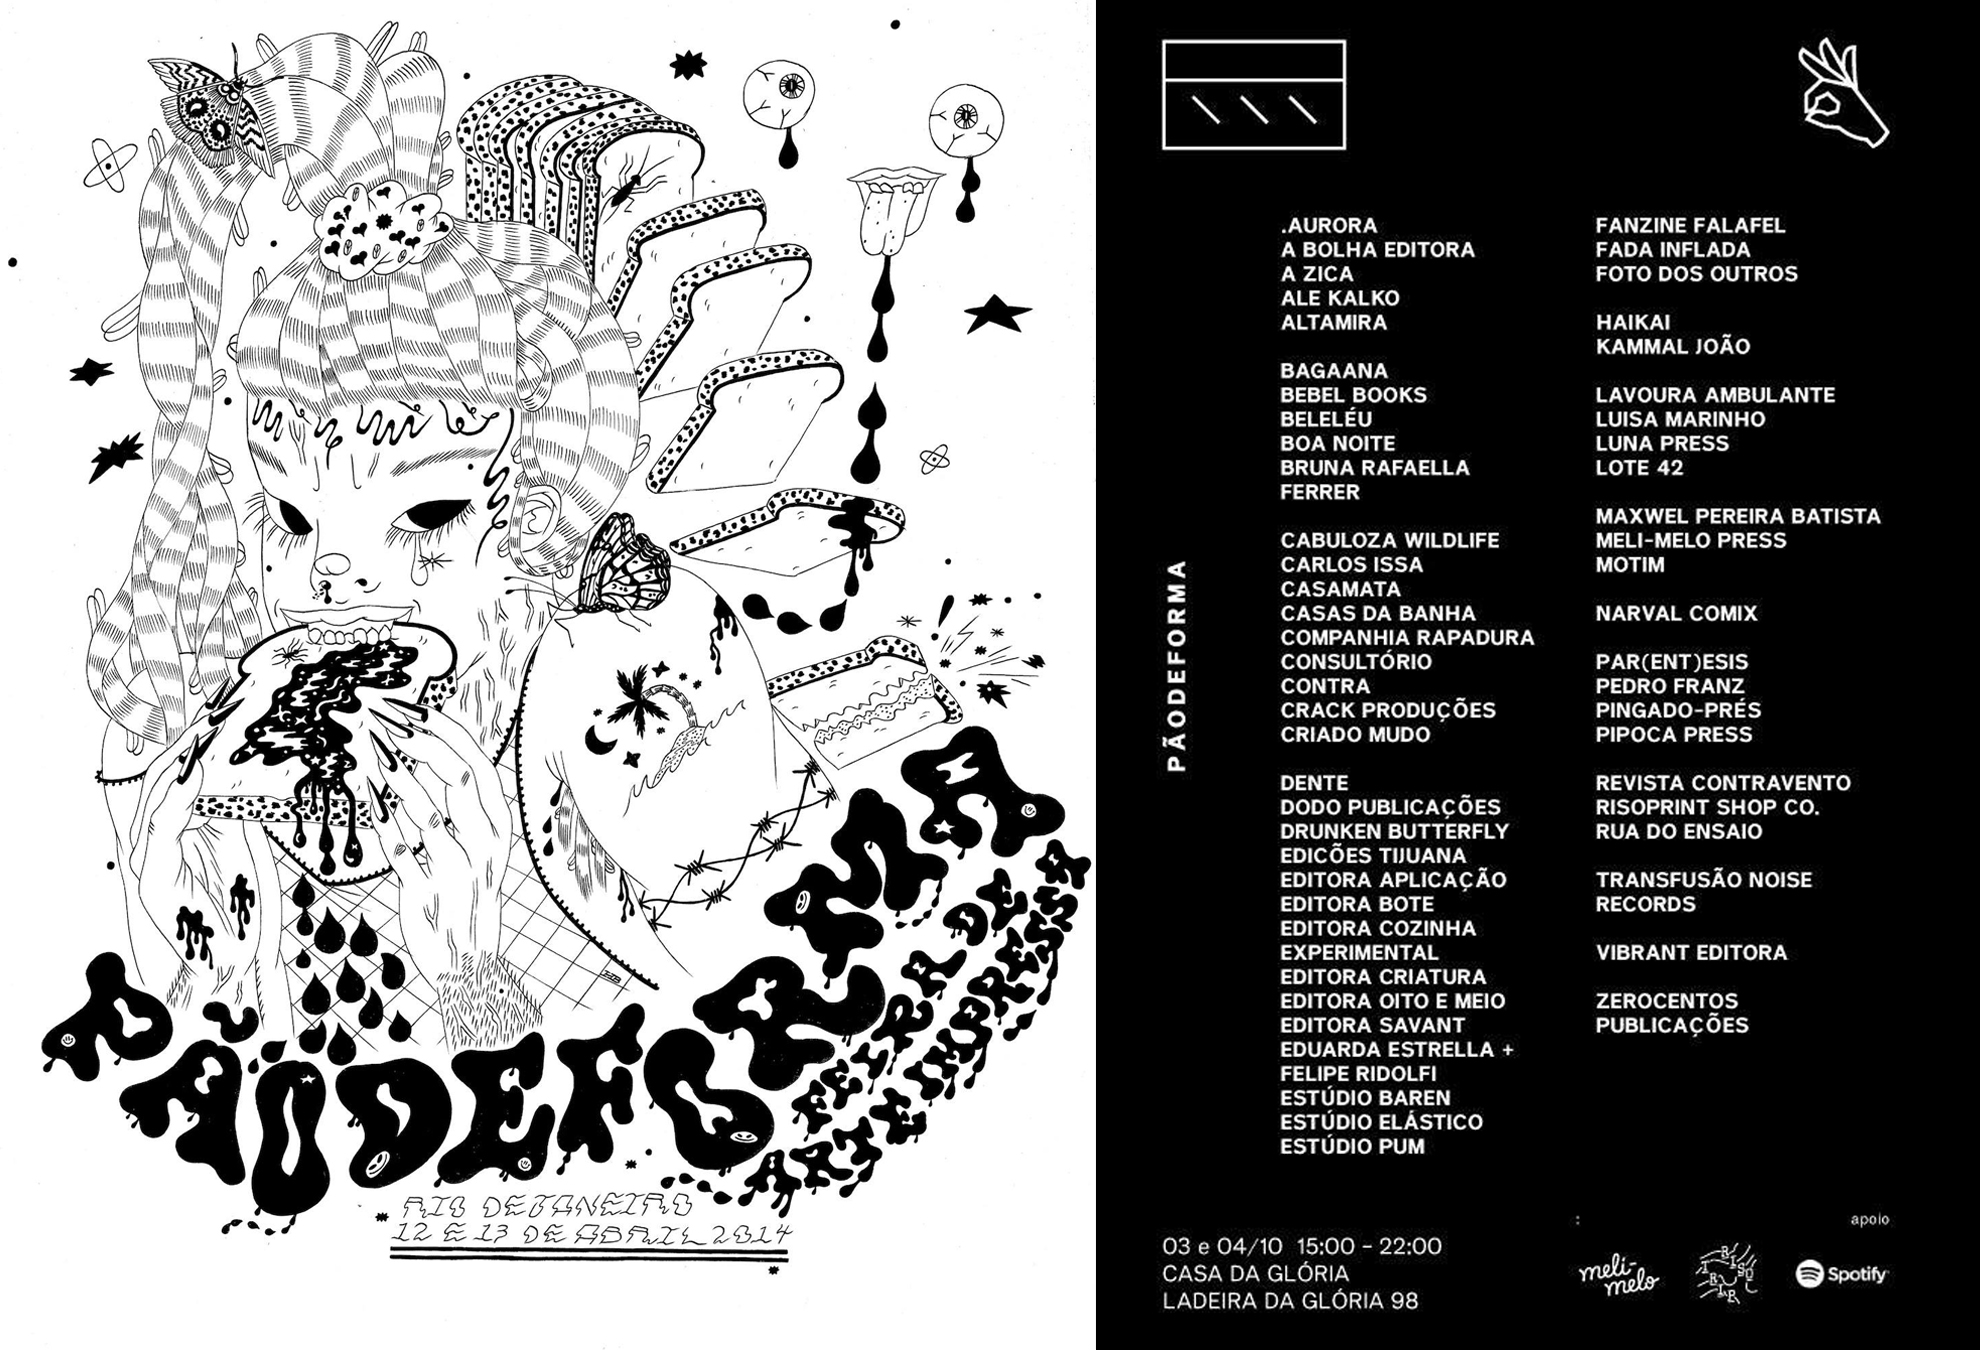 PÃODEFORMA
FEIRA DE
ARTE IMPRESSA
RIO DE JANEIRO
12 E 13 DE ABRIL 2014
PÃODEFORMA
.AURORA
A BOLHA EDITORA
A ZICA
ALE KALKO
ALTAMIRA
BAGAANA
BEBEL BOOKS
BELELÉU
BOA NOITE
BRUNA RAFAELLA
FERRER
CABULOZA WILDLIFE
CARLOS ISSA
CASAMATA
CASAS DA BANHA
COMPANHIA RAPADURA
CONSULTÓRIO
CONTRA
CRACK PRODUÇÕES
CRIADO MUDO
DENTE
DODO PUBLICAÇÕES
DRUNKEN BUTTERFLY
EDICÕES TIJUANA
EDITORA APLICAÇÃO
EDITORA BOTE
EDITORA COZINHA
EXPERIMENTAL
EDITORA CRIATURA
EDITORA OITO E MEIO
EDITORA SAVANT
EDUARDA ESTRELLA +
FELIPE RIDOLFI
ESTÚDIO BAREN
ESTÚDIO ELÁSTICO
ESTÚDIO PUM
FANZINE FALAFEL
FADA INFLADA
FOTO DOS OUTROS
HAIKAI
KAMMAL JOÃO
LAVOURA AMBULANTE
LUISA MARINHO
LUNA PRESS
LOTE 42
MAXWEL PEREIRA BATISTA
MELI-MELO PRESS
MOTIM
NARVAL COMIX
PAR(ENT)ESIS
PEDRO FRANZ
PINGADO-PRÉS
PIPOCA PRESS
REVISTA CONTRAVENTO
RISOPRINT SHOP CO.
RUA DO ENSAIO
TRANSFUSÃO NOISE
RECORDS
VIBRANT EDITORA
ZEROCENTOS
PUBLICAÇÕES
03 e 04/10 15:00 - 22:00
CASA DA GLÓRIA
LADEIRA DA GLÓRIA 98
:
apoio
meli-
melo
Spotify